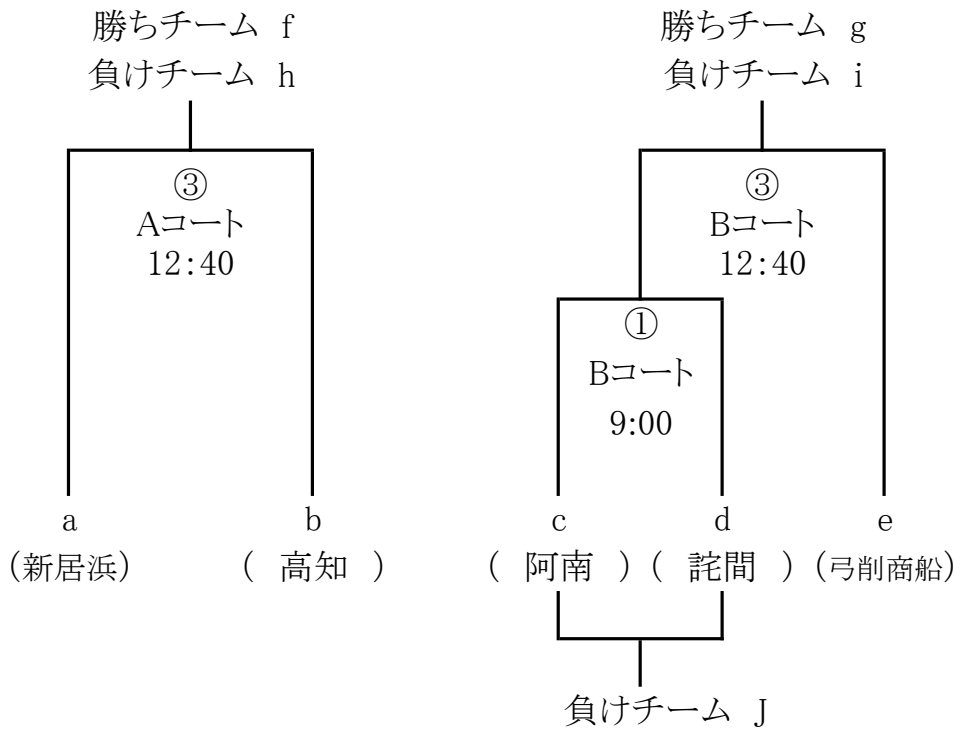 勝ちチーム f
負けチーム h
③
Aコート
12:40
a
(新居浜)
b
( 高知 )
勝ちチーム g
負けチーム i
③
Bコート
12:40
①
Bコート
9:00
c
( 阿南 )
d
( 詫間 )
e
(弓削商船)
負けチーム J